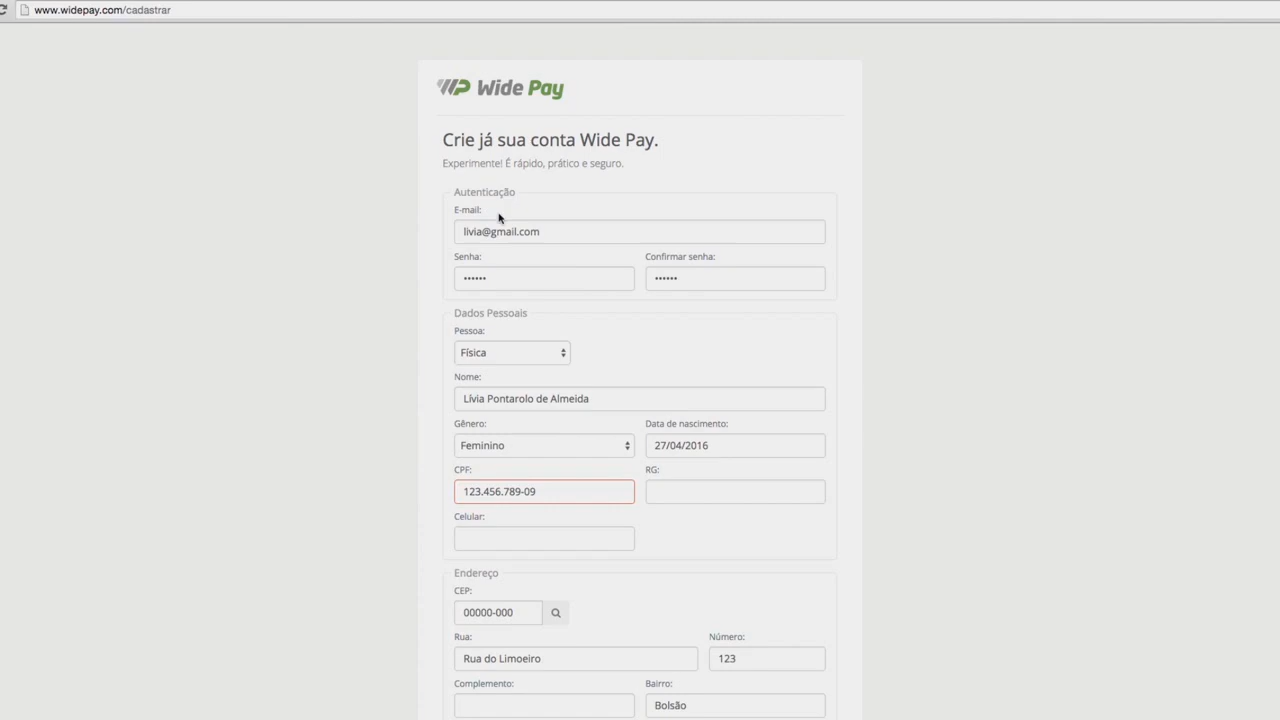 www.widepay.com/cadastrar
WP Wide Pay
Crie já sua conta Wide Pay.
Experimente! É rápido, prático e seguro.
Autenticação
E-mail:
livia@gmail.com
Senha: Confirmar senha:
•••••• ••••••
Dados Pessoais
Pessoa:
Física
Nome:
Lívia Pontarolo de Almeida
Gênero: Data de nascimento:
Feminino 27/04/2016
CPF: RG:
123.456.789-09
Celular:
Endereço
CEP:
00000-000
Rua: Número:
Rua do Limoeiro 123
Complemento: Bairro:
Bolsão